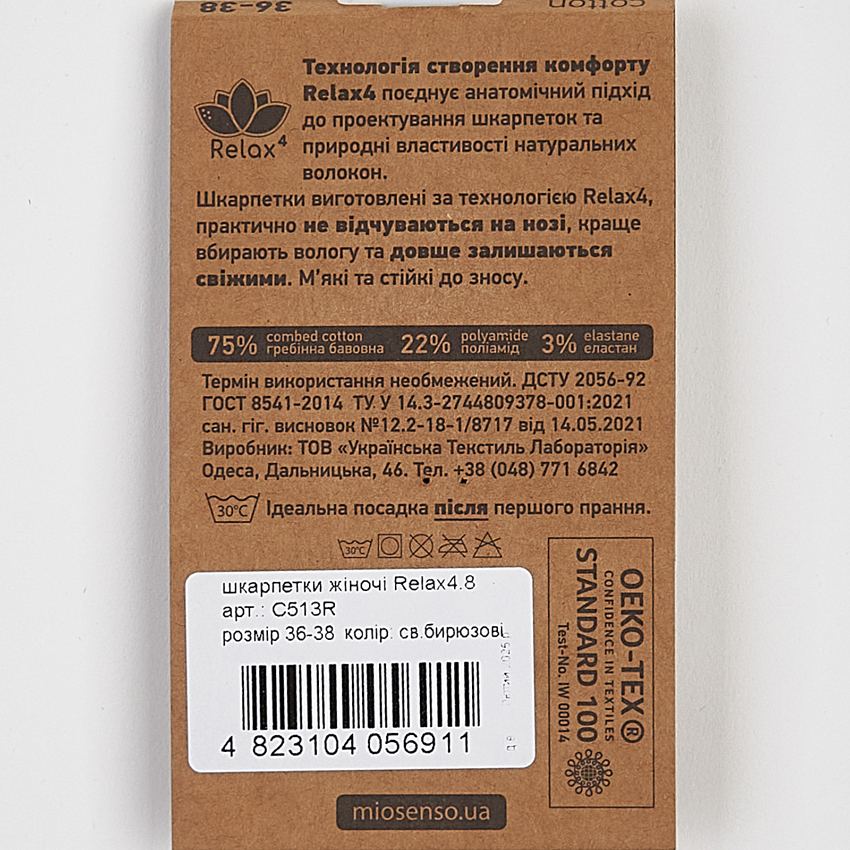 36-38 cotton
Технологія створення комфорту
Relax4 поєднує анатомічний підхід
до проектування шкарпеток та
природні властивості натуральних
волокон.
Relax4
Шкарпетки виготовлені за технологією Relax4,
практично не відчуваються на нозі, краще
вбирають вологу та довше залишаються
свіжими. М'які та стійкі до зносу.
75% combed cotton гребінна бавовна 22% polyamide поліамід 3% elastane еластан
Термін використання необмежений. ДСТУ 2056-92
ГОСТ 8541-2014 ТУ У 14.3-2744809378-001:2021
сан. гіг. висновок №12.2-18-1/8717 від 14.05.2021
Виробник: ТОВ «Українська Текстиль Лабораторія»
Одеса, Дальницька, 46. Тел. +38 (048) 771 6842
30°C Ідеальна посадка після першого прання.
30°C
шкарпетки жіночі Relax4.8
арт.: C513R
розмір 36-38 колір: св.бирюзові
4 823104 056911
OEKO-TEX®
CONFIDENCE IN TEXTILES
STANDARD 100
Test-No. IW 00014
miosenso.ua